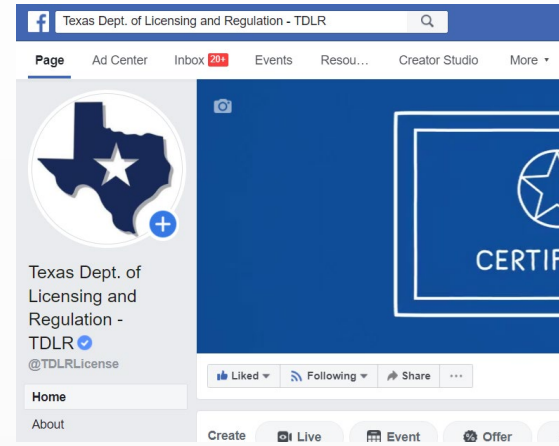 Texas Dept. of Licensing and Regulation - TDLR
Page Ad Center Inbox 20+ Events Resou... Creator Studio More
Texas Dept. of
Licensing and
Regulation -
TDLR
@TDLRLicense
Home
About
CERTIF
Liked Following Share ...
Create Live Event Offer